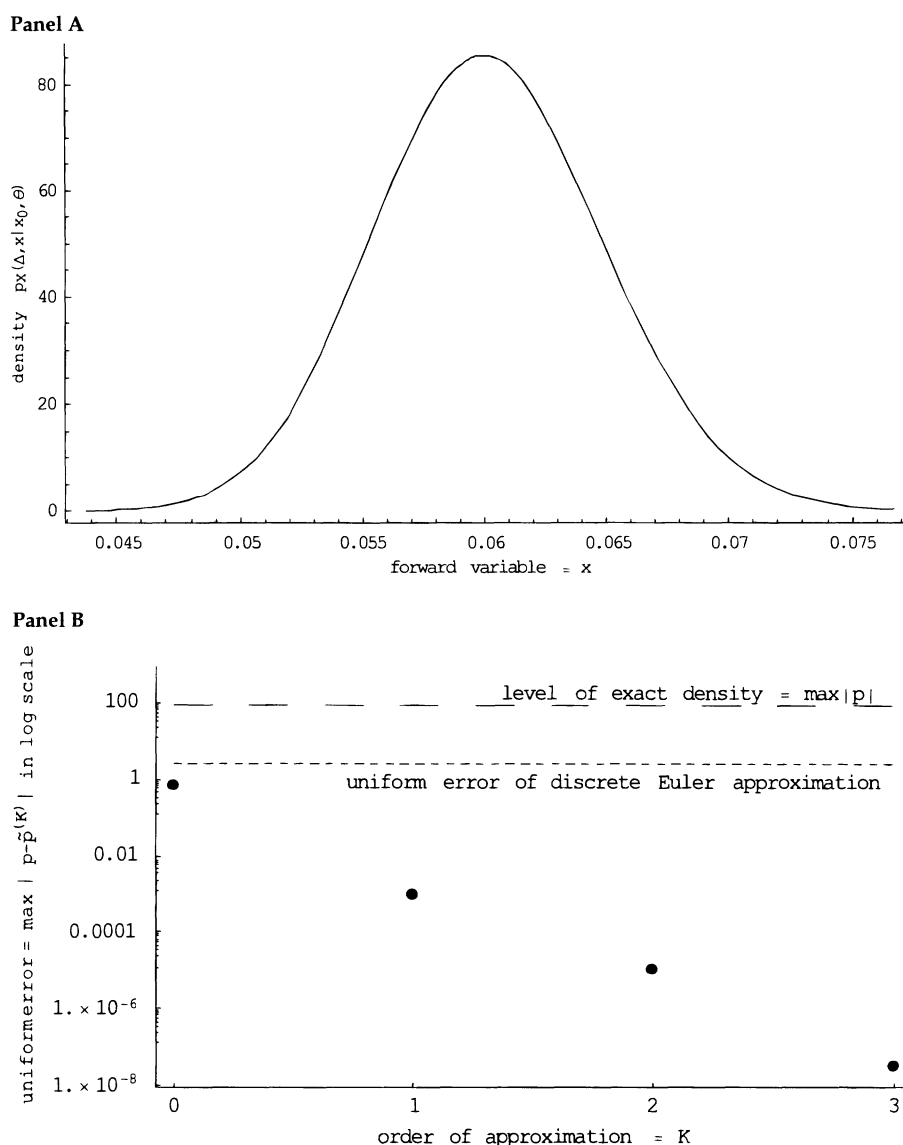 Panel A
80
60
40
20
0
density px(Δ,x|x₀,θ)
0.045 0.05 0.055 0.06 0.065 0.07 0.075
forward variable = x
Panel B
uniformerror = max | p-p̃⁽ᴷ⁾ | in log scale
100
1
0.01
0.0001
1. × 10⁻⁶
1. × 10⁻⁸
level of exact density = max|p|
uniform error of discrete Euler approximation
0 1 2 3
order of approximation = K